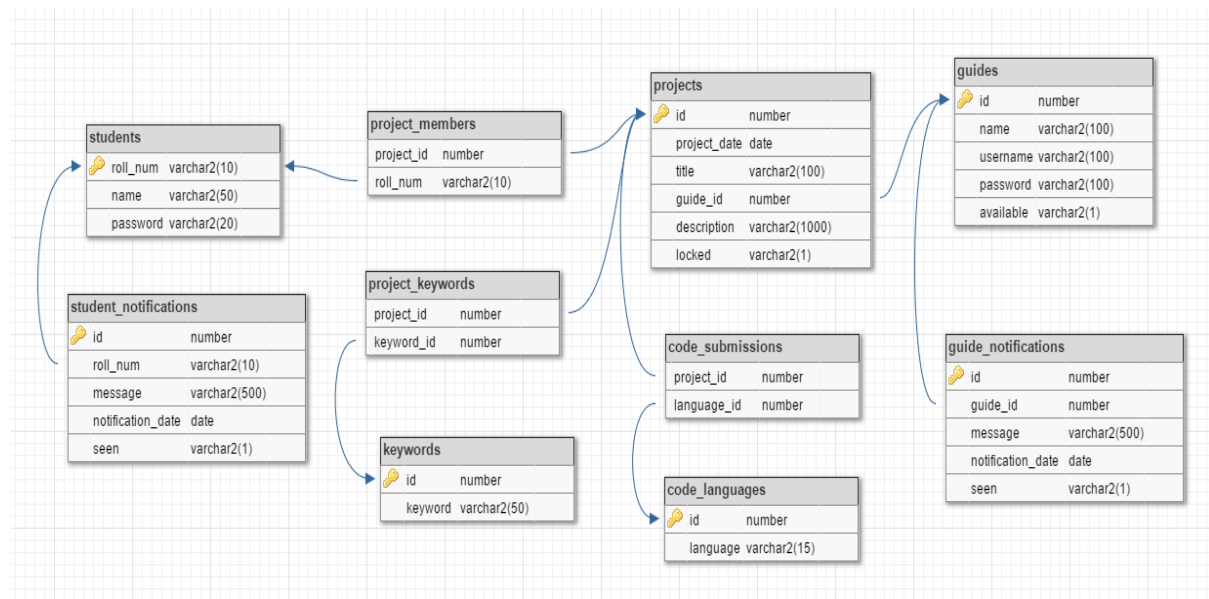 students
roll_num varchar2(10)
name varchar2(50)
password varchar2(20)
student_notifications
id number
roll_num varchar2(10)
message varchar2(500)
notification_date date
seen varchar2(1)
project_members
project_id number
roll_num varchar2(10)
project_keywords
project_id number
keyword_id number
keywords
id number
keyword varchar2(50)
projects
id number
project_date date
title varchar2(100)
guide_id number
description varchar2(1000)
locked varchar2(1)
code_submissions
project_id number
language_id number
code_languages
id number
language varchar2(15)
guides
id number
name varchar2(100)
username varchar2(100)
password varchar2(100)
available varchar2(1)
guide_notifications
id number
guide_id number
message varchar2(500)
notification_date date
seen varchar2(1)